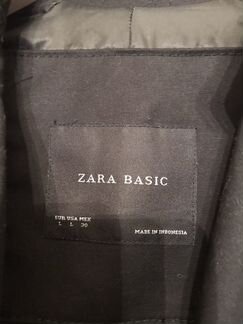 ZARA BASIC
EUR USA MEX
L L 30
MADE IN INDONESIA